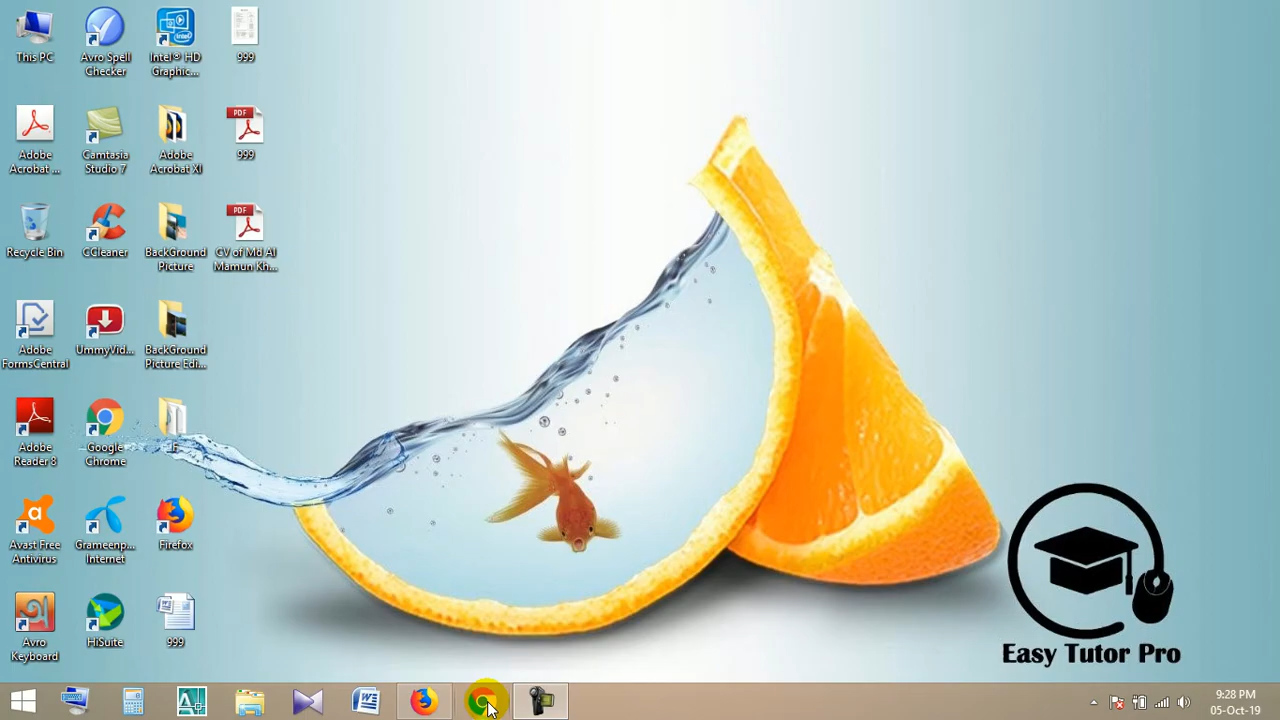 This PC
Avro Spell
Checker
Intel® HD
Graphic...
999
Adobe
Acrobat ...
Camtasia
Studio 7
Adobe
Acrobat XI
PDF
999
Recycle Bin
CCleaner
BackGround
Picture
PDF
CV of Md Al
Mamun Kh...
Adobe
FormsCentral
UmmyVid...
BackGround
Picture Edi...
Adobe
Reader 8
Google
Chrome
Avast Free
Antivirus
Grameenp...
Internet
Firefox
Avro
Keyboard
HiSuite
999
Easy Tutor Pro
9:28 PM
05-Oct-19